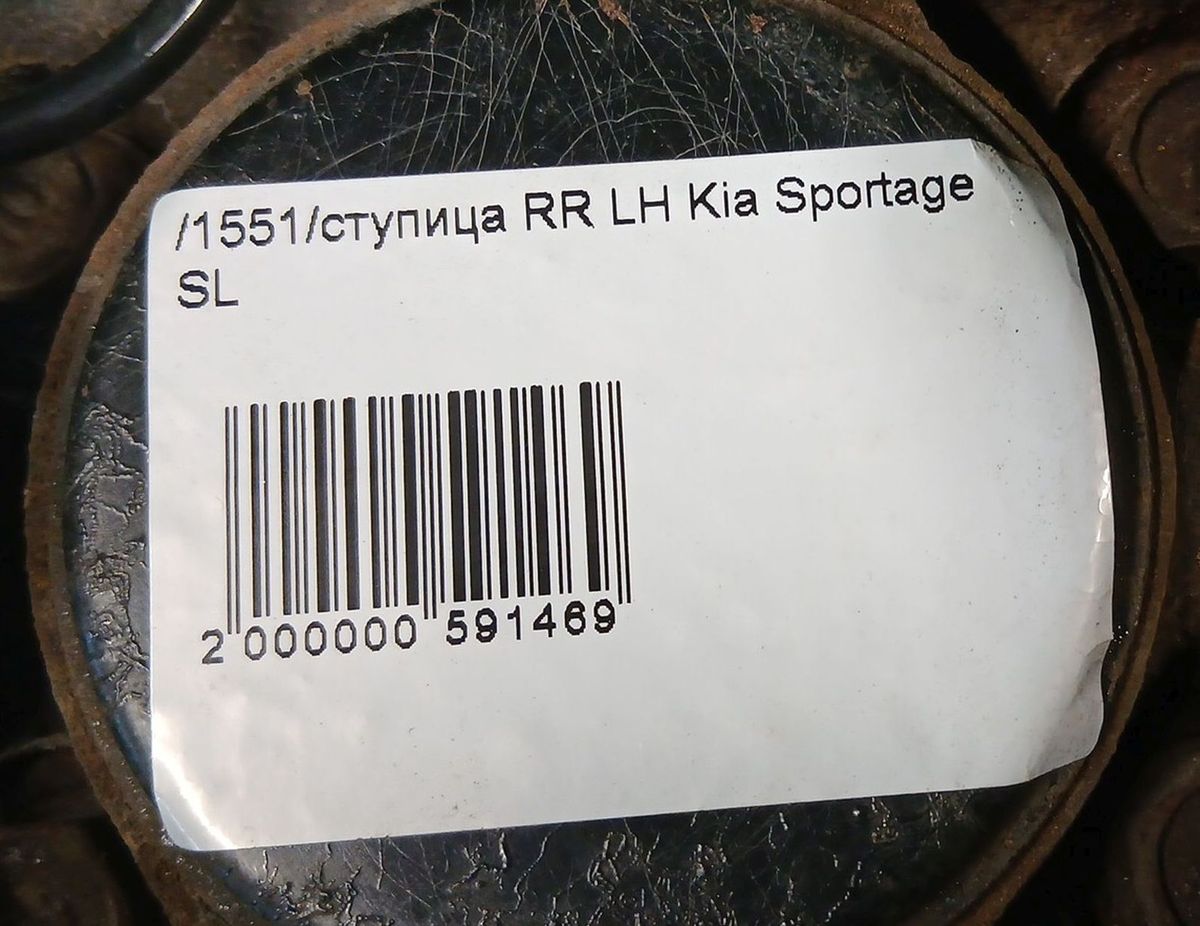 /1551/ступица RR LH Kia Sportage
SL
2 000000 591469